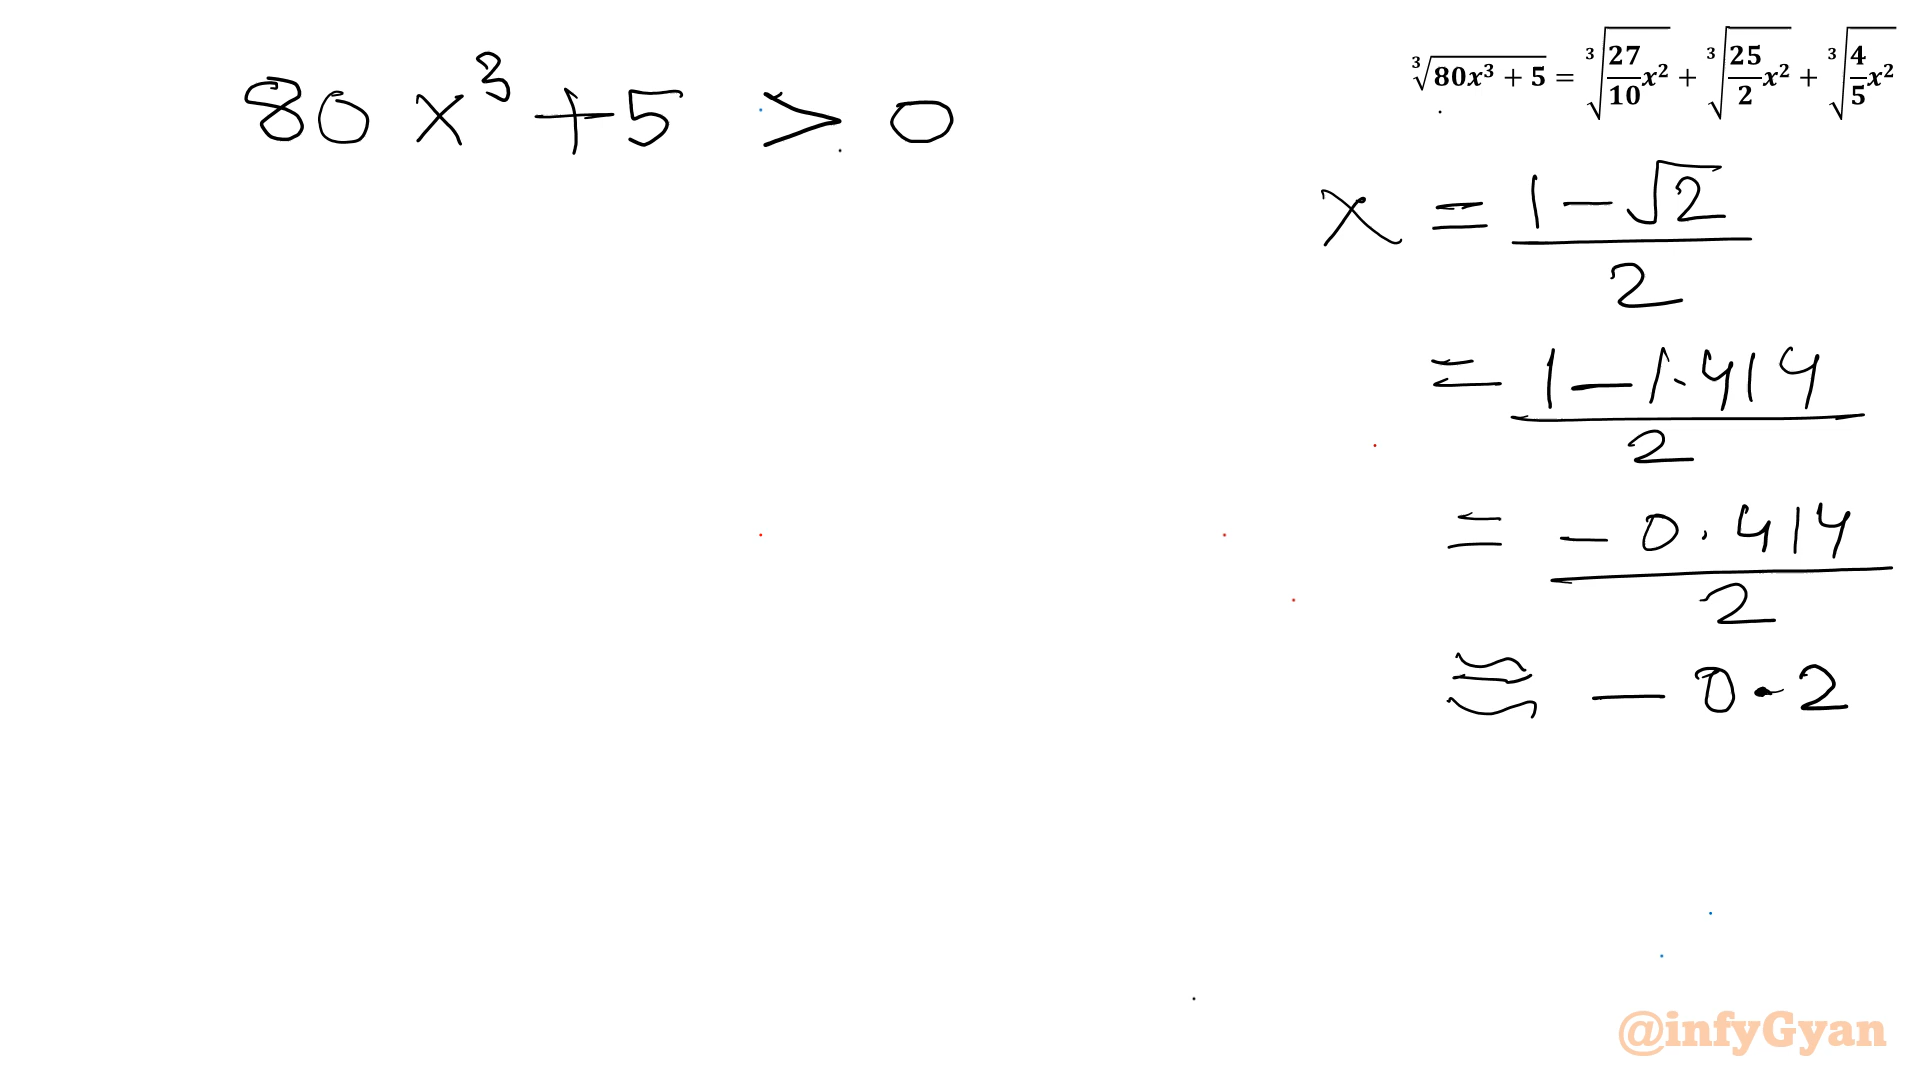 80x³ + 5 > 0
∛(80x³ + 5) = ∛(27/10 x²) + ∛(25/2 x²) + ∛(4/5 x²)
x = (1 - √2)/2
= (1 - 1.414)/2
= (-0.414)/2
≅ -0.2
@infyGyan